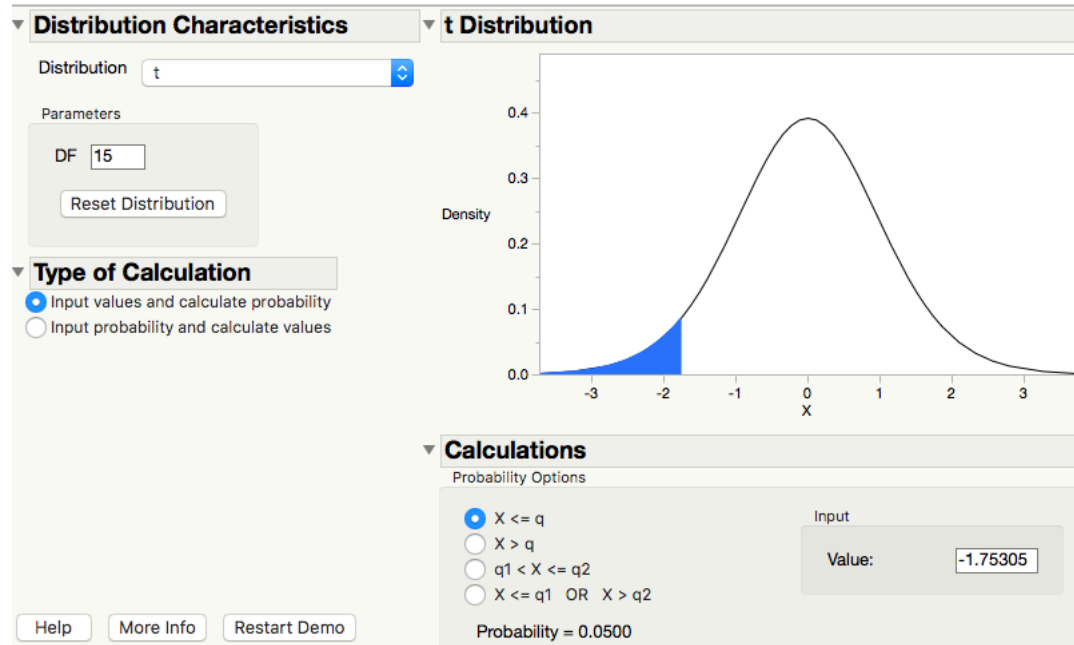 Distribution Characteristics
Distribution t
Parameters
DF 15
Reset Distribution
Type of Calculation
Input values and calculate probability
Input probability and calculate values
Help More Info Restart Demo
t Distribution
0.4
0.3
Density
0.2
0.1
0.0
-3 -2 -1 0 1 2 3
X
Calculations
Probability Options
X <= q
X > q
q1 < X <= q2
X <= q1 OR X > q2
Input
Value: -1.75305
Probability = 0.0500